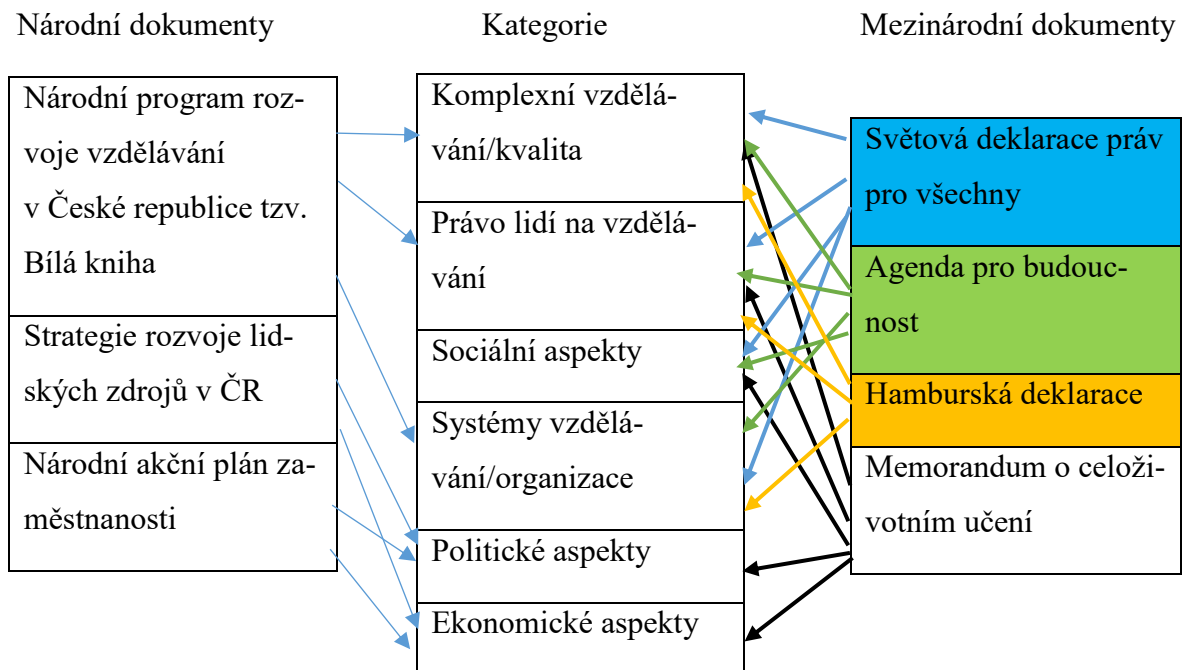 Národní dokumenty
Kategorie
Mezinárodní dokumenty
Národní program roz-
voje vzdělávání
v České republice tzv.
Bílá kniha
Strategie rozvoje lid-
ských zdrojů v ČR
Národní akční plán za-
městnanosti
Komplexní vzdělá-
vání/kvalita
Právo lidí na vzdělá-
vání
Sociální aspekty
Systémy vzdělá-
vání/organizace
Politické aspekty
Ekonomické aspekty
Světová deklarace práv
pro všechny
Agenda pro budouc-
nost
Hamburská deklarace
Memorandum o celoži-
votním učení